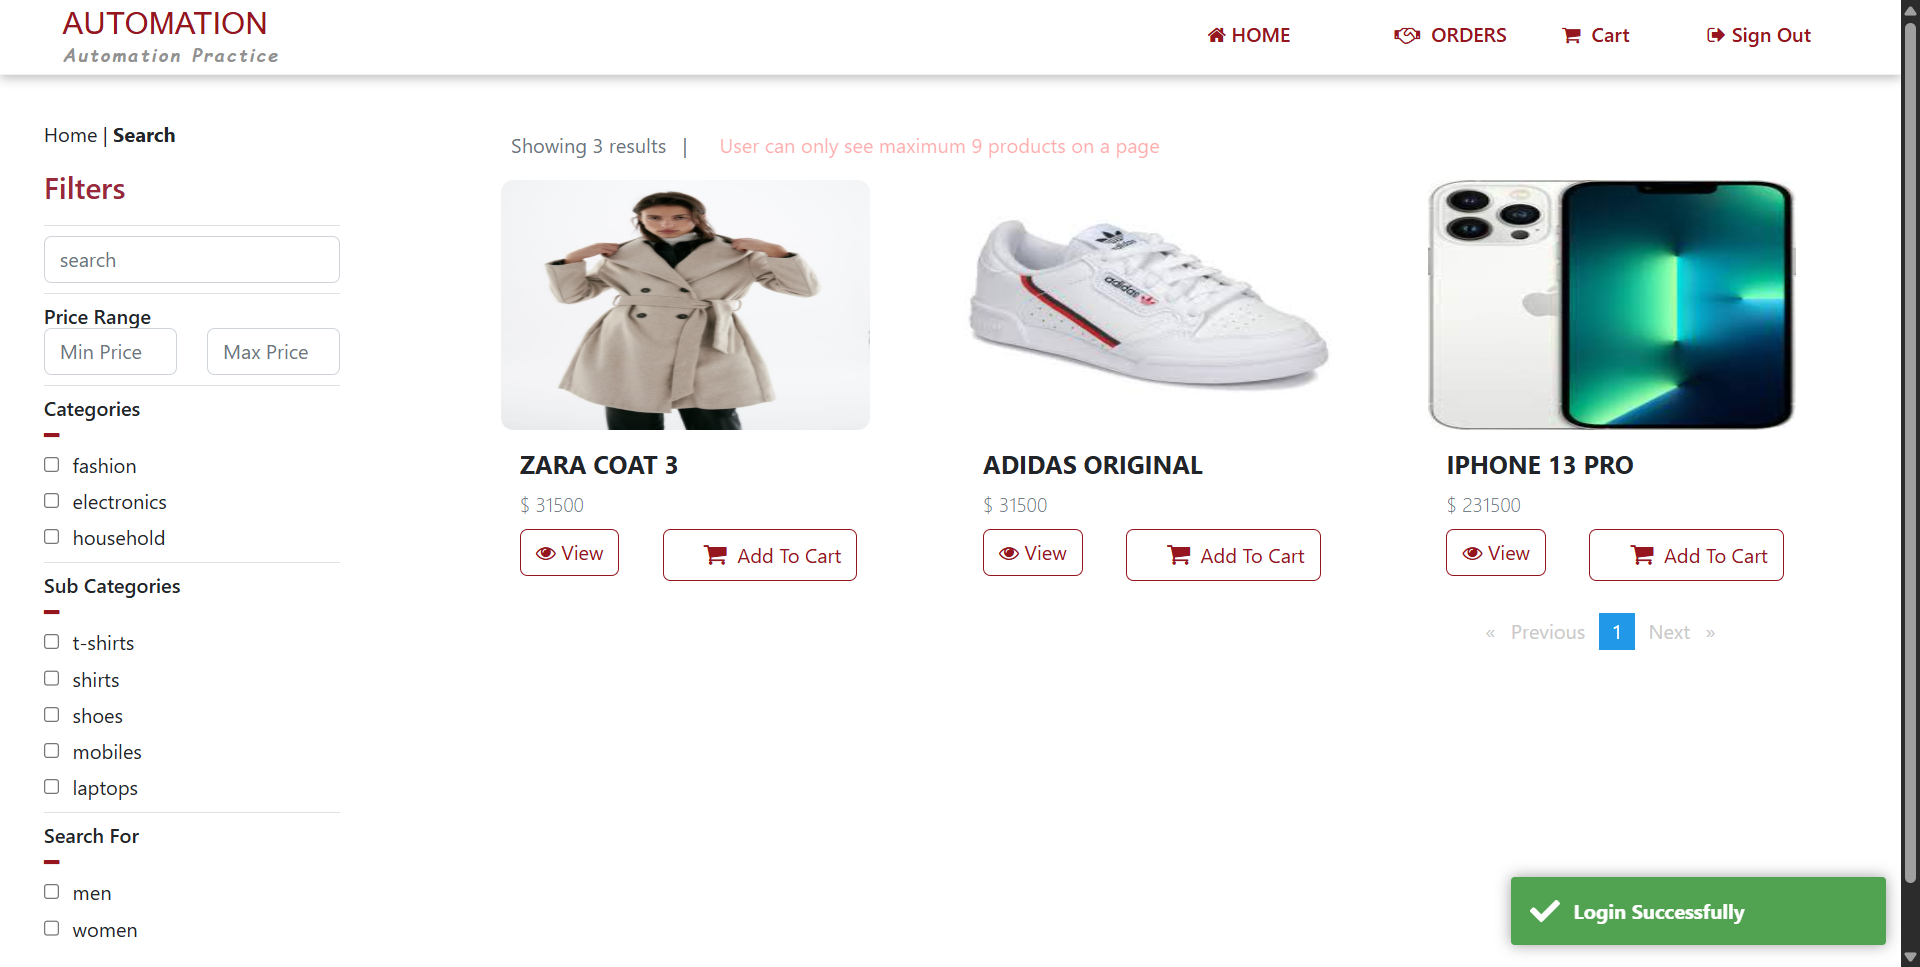 AUTOMATION
Automation Practice
HOME
ORDERS
Cart
Sign Out
Home | Search
Filters
search
Price Range
Min Price
Max Price
Categories
fashion
electronics
household
Sub Categories
t-shirts
shirts
shoes
mobiles
laptops
Search For
men
women
Showing 3 results |
User can only see maximum 9 products on a page
ZARA COAT 3
$ 31500
View
Add To Cart
adidas
adidas
ADIDAS ORIGINAL
$ 31500
View
Add To Cart
IPHONE 13 PRO
$ 231500
View
Add To Cart
« Previous 1 Next »
Login Successfully